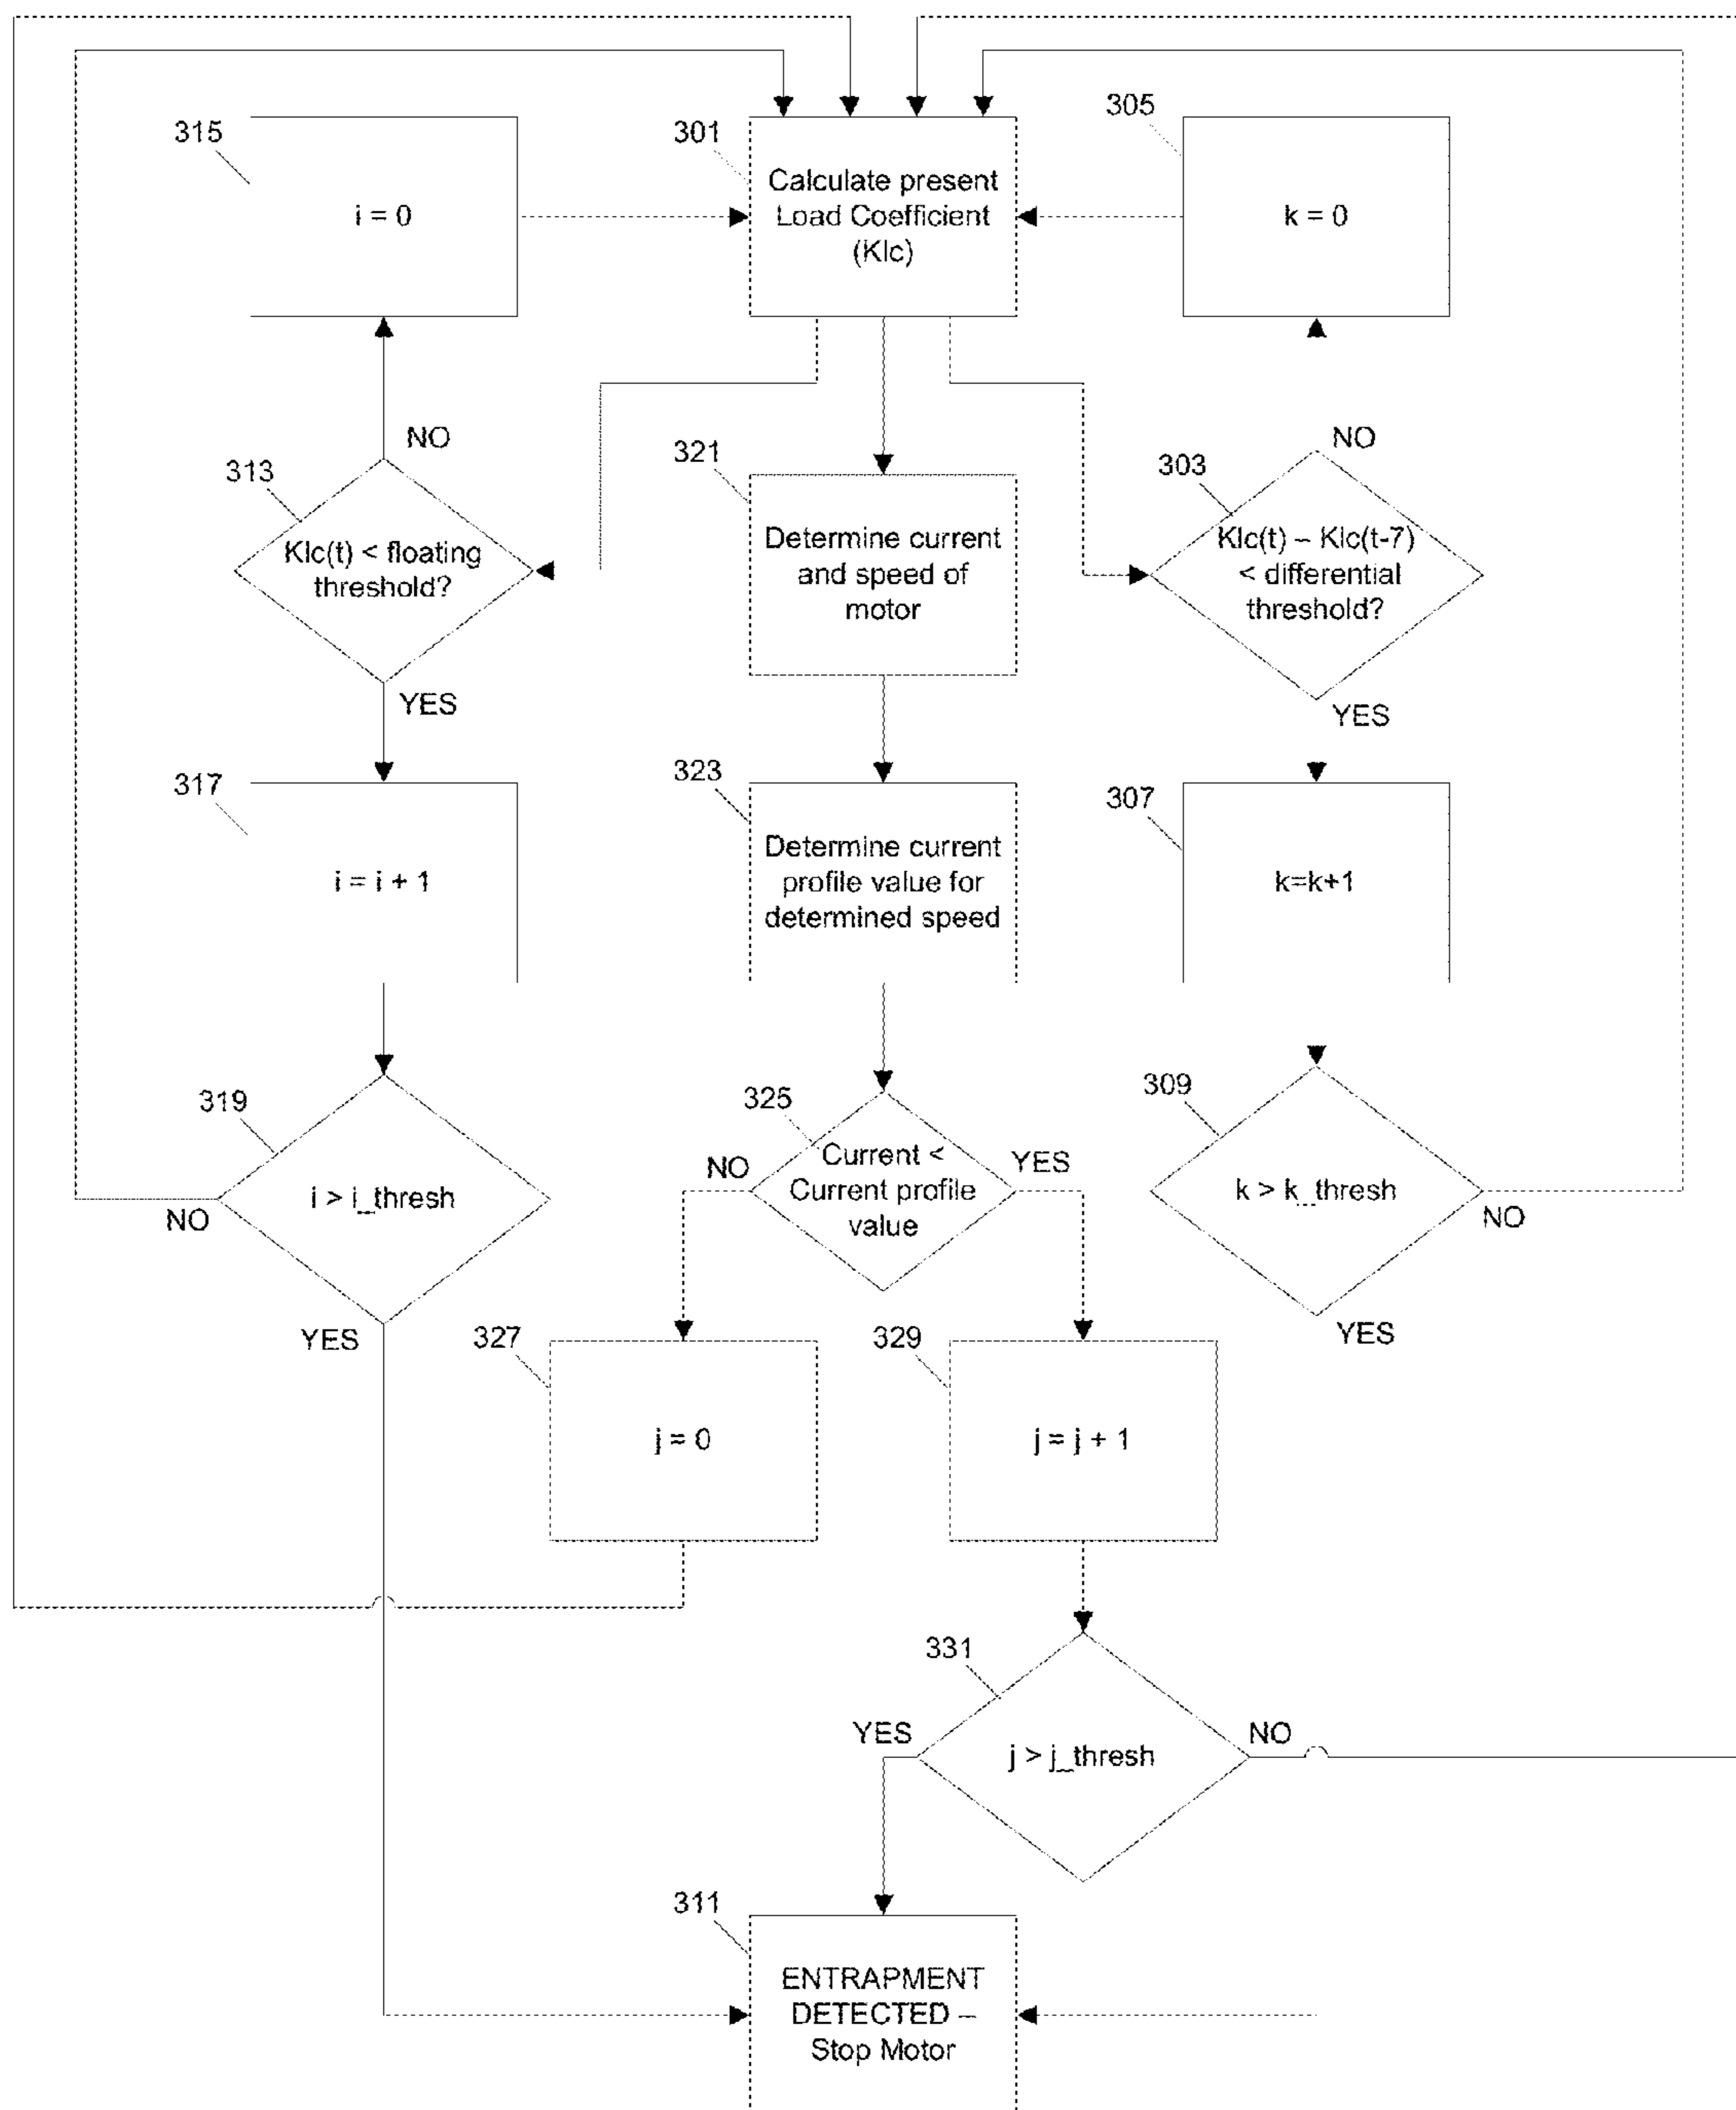 315
i = 0
301
Calculate present
Load Coefficient
(Klc)
305
k = 0
NO
313
Klc(t) < floating
threshold?
YES
321
Determine current
and speed of
motor
NO
303
Klc(t) – Klc(t-7)
< differential
threshold?
YES
317
i = i + 1
323
Determine current
profile value for
determined speed
307
k=k+1
319
i > i_thresh
NO
YES
325
Current <
Current profile
value
NO
YES
309
k > k_thresh
NO
YES
327
j = 0
329
j = j + 1
331
j > j_thresh
YES
NO
311
ENTRAPMENT
DETECTED –
Stop Motor